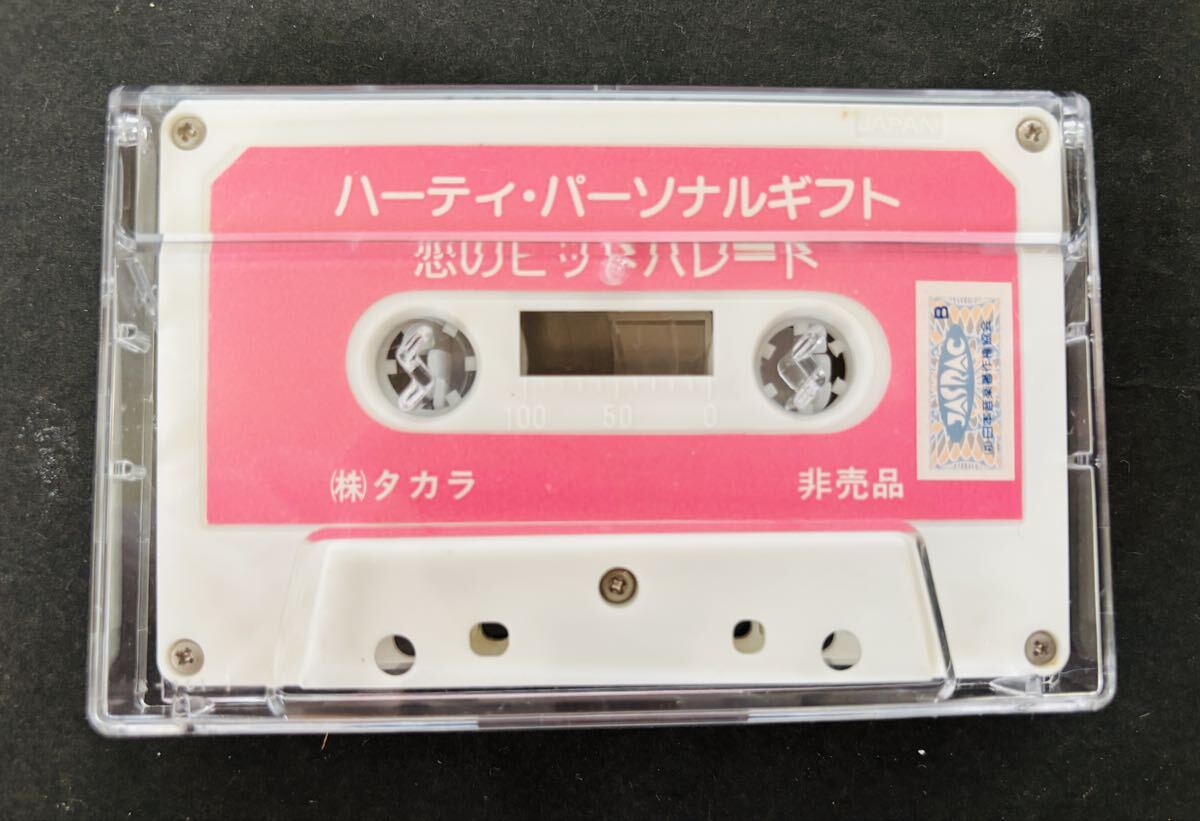 JAPAN
ハーティ・パーソナルギフト
恋のヒットパレード
100 50 0
(株)タカラ
非売品
B
JASRAC